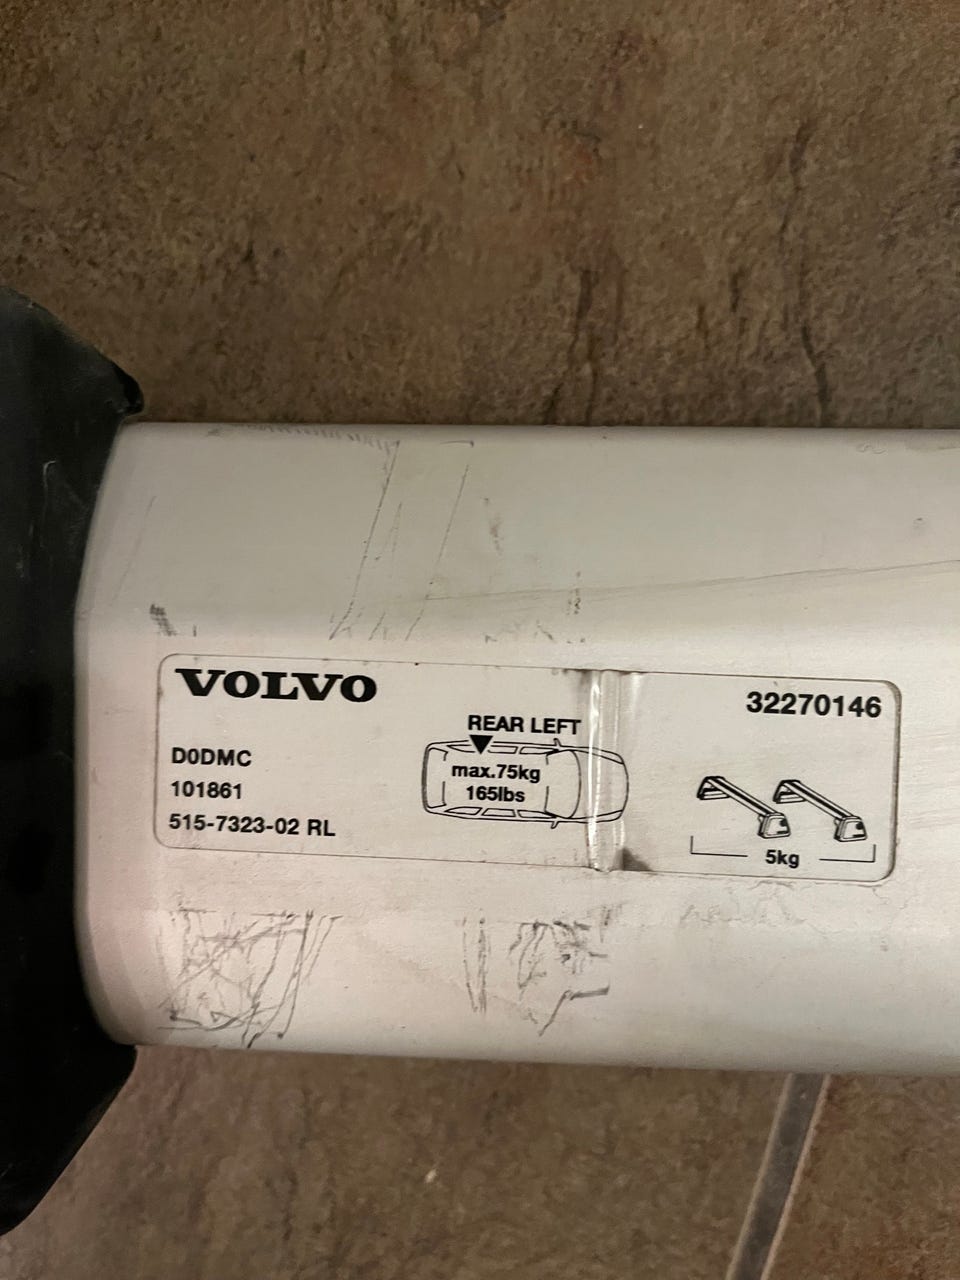 VOLVO
32270146
REAR LEFT
D0DMC
max.75kg
101861
165lbs
515-7323-02 RL
5kg